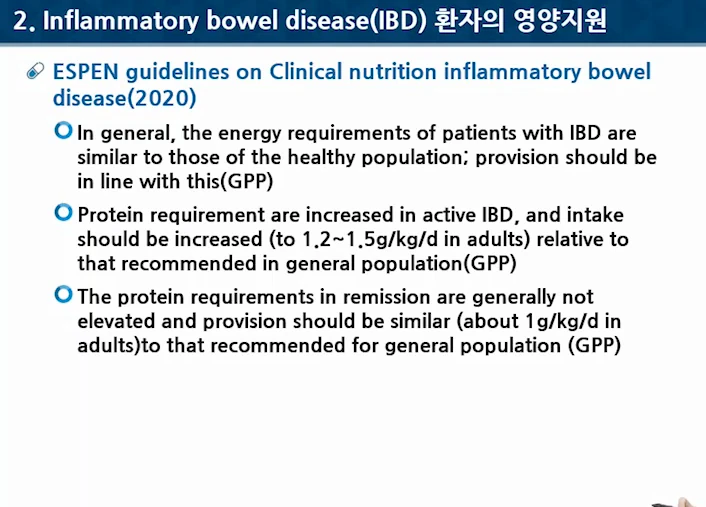 2. Inflammatory bowel disease(IBD) 환자의 영양지원
ESPEN guidelines on Clinical nutrition inflammatory bowel
disease(2020)
In general, the energy requirements of patients with IBD are
similar to those of the healthy population; provision should be
in line with this(GPP)
Protein requirement are increased in active IBD, and intake
should be increased (to 1.2~1.5g/kg/d in adults) relative to
that recommended in general population(GPP)
The protein requirements in remission are generally not
elevated and provision should be similar (about 1g/kg/d in
adults)to that recommended for general population (GPP)